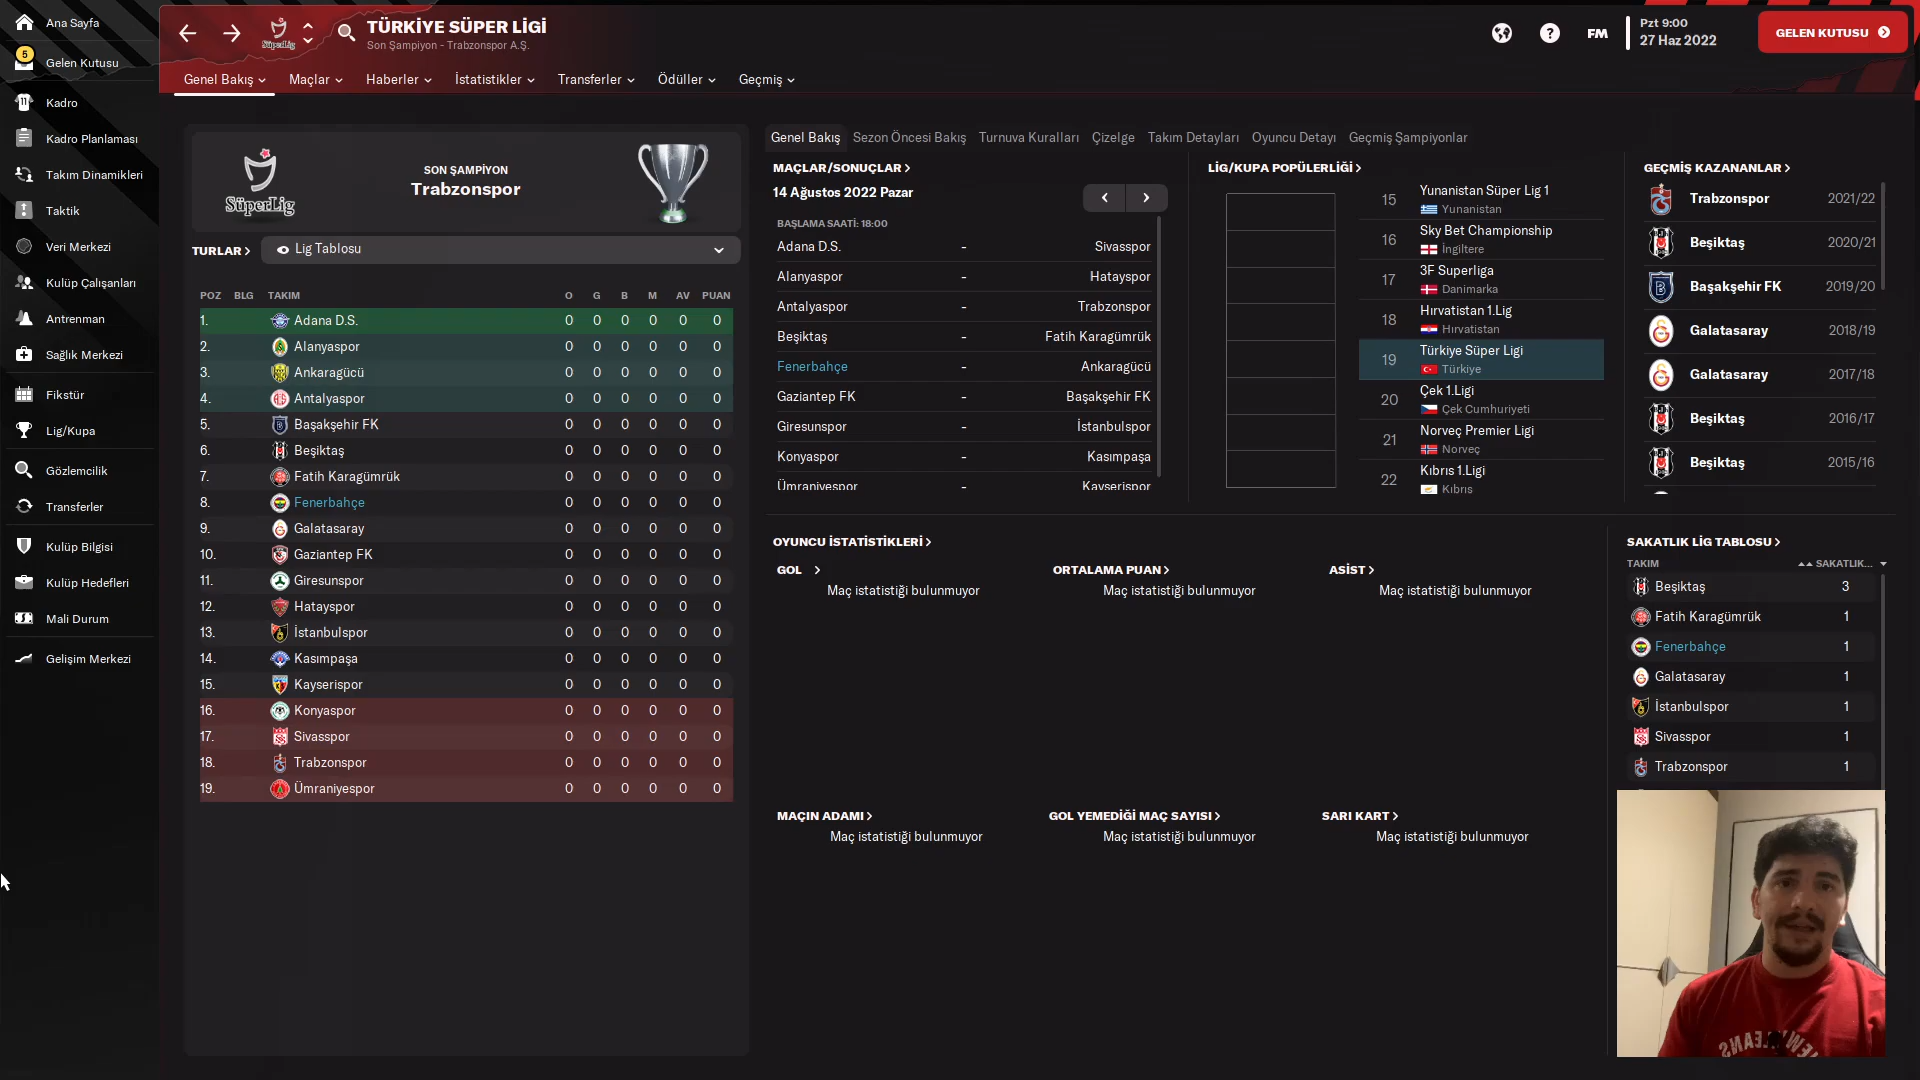 Ana Sayfa
5
Gelen Kutusu
Kadro
Kadro Planlaması
Takım Dinamikleri
Taktik
Veri Merkezi
Kulüp Çalışanları
Antrenman
Sağlık Merkezi
Fikstür
Lig/Kupa
Gözlemcilik
Transferler
Kulüp Bilgisi
Kulüp Hedefleri
Mali Durum
Gelişim Merkezi
SüperLig
TÜRKİYE SÜPER LİGİ
Son Şampiyon - Trabzonspor A.Ş.
? FM
Pzt 9:00
27 Haz 2022
GELEN KUTUSU
Genel Bakış Maçlar Haberler İstatistikler Transferler Ödüller Geçmiş
SüperLig
SON ŞAMPİYON
Trabzonspor
TURLAR Lig Tablosu
POZ BLG TAKIM O G B M AV PUAN
1. Adana D.S. 0 0 0 0 0 0
2. Alanyaspor 0 0 0 0 0 0
3. Ankaragücü 0 0 0 0 0 0
4. Antalyaspor 0 0 0 0 0 0
5. Başakşehir FK 0 0 0 0 0 0
6. Beşiktaş 0 0 0 0 0 0
7. Fatih Karagümrük 0 0 0 0 0 0
8. Fenerbahçe 0 0 0 0 0 0
9. Galatasaray 0 0 0 0 0 0
10. Gaziantep FK 0 0 0 0 0 0
11. Giresunspor 0 0 0 0 0 0
12. Hatayspor 0 0 0 0 0 0
13. İstanbulspor 0 0 0 0 0 0
14. Kasımpaşa 0 0 0 0 0 0
15. Kayserispor 0 0 0 0 0 0
16. Konyaspor 0 0 0 0 0 0
17. Sivasspor 0 0 0 0 0 0
18. Trabzonspor 0 0 0 0 0 0
19. Ümraniyespor 0 0 0 0 0 0
Genel Bakış Sezon Öncesi Bakış Turnuva Kuralları Çizelge Takım Detayları Oyuncu Detayı Geçmiş Şampiyonlar
MAÇLAR/SONUÇLAR
14 Ağustos 2022 Pazar
BAŞLAMA SAATİ: 18:00
Adana D.S. - Sivasspor
Alanyaspor - Hatayspor
Antalyaspor - Trabzonspor
Beşiktaş - Fatih Karagümrük
Fenerbahçe - Ankaragücü
Gaziantep FK - Başakşehir FK
Giresunspor - İstanbulspor
Konyaspor - Kasımpaşa
Ümraniyespor - Kayserispor
LİG/KUPA POPÜLERLİĞİ
15 Yunanistan Süper Lig 1
Yunanistan
16 Sky Bet Championship
İngiltere
17 3F Superliga
Danimarka
18 Hırvatistan 1.Lig
Hırvatistan
19 Türkiye Süper Ligi
Türkiye
20 Çek 1.Ligi
Çek Cumhuriyeti
21 Norveç Premier Ligi
Norveç
22 Kıbrıs 1.Ligi
Kıbrıs
GEÇMİŞ KAZANANLAR
Trabzonspor 2021/22
Beşiktaş 2020/21
Başakşehir FK 2019/20
Galatasaray 2018/19
Galatasaray 2017/18
Beşiktaş 2016/17
Beşiktaş 2015/16
OYUNCU İSTATİSTİKLERİ
GOL
Maç istatistiği bulunmuyor
ORTALAMA PUAN
Maç istatistiği bulunmuyor
ASİST
Maç istatistiği bulunmuyor
MAÇIN ADAMI
Maç istatistiği bulunmuyor
GOL YEMEDİĞİ MAÇ SAYISI
Maç istatistiği bulunmuyor
SARI KART
Maç istatistiği bulunmuyor
SAKATLIK LİG TABLOSU
TAKIM SAKATLIK...
Beşiktaş 3
Fatih Karagümrük 1
Fenerbahçe 1
Galatasaray 1
İstanbulspor 1
Sivasspor 1
Trabzonspor 1